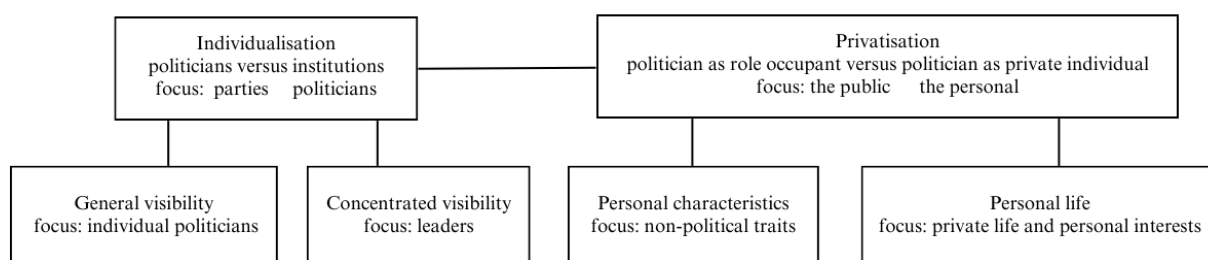 Individualisation
politicians versus institutions
focus: parties politicians
Privatisation
politician as role occupant versus politician as private individual
focus: the public the personal
General visibility
focus: individual politicians
Concentrated visibility
focus: leaders
Personal characteristics
focus: non-political traits
Personal life
focus: private life and personal interests